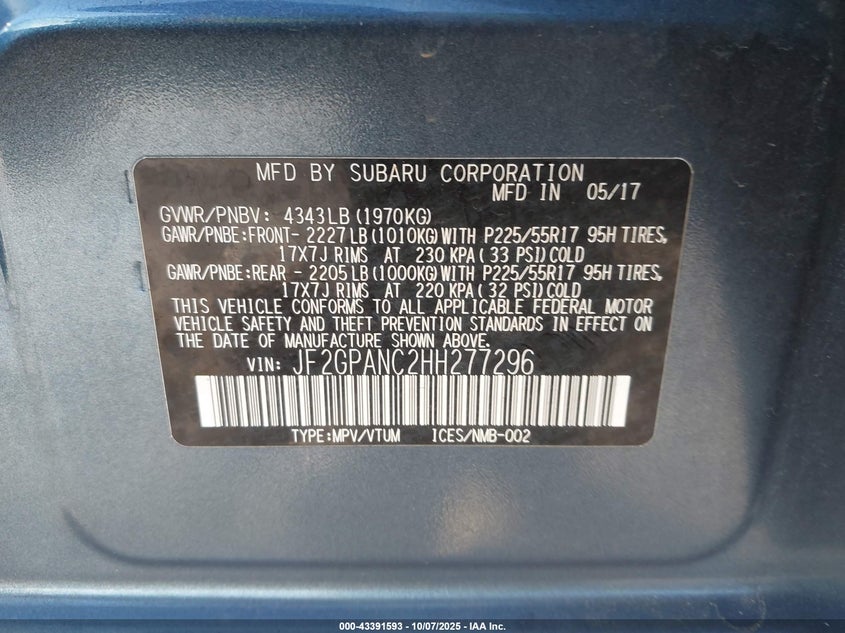 MFD BY SUBARU CORPORATION
MFD IN 05/17
GVWR/PNBV: 4343LB(1970KG)
GAWR/PNBE:FRONT- 2227LB(1010KG)WITH P225/55R17 95H TIRES,
17X7J RIMS AT 230 KPA( 33 PSI)COLD
GAWR/PNBE:REAR - 2205LB(1000KG)WITH P225/55R17 95H TIRES,
17X7J RIMS AT 220 KPA( 32 PSI)COLD
THIS VEHICLE CONFORMS TO ALL APPLICABLE FEDERAL MOTOR
VEHICLE SAFETY AND THEFT PREVENTION STANDARDS IN EFFECT ON
THE DATE OF MANUFACTURE SHOWN ABOVE.
VIN: JF2GPANC2HH277296
TYPE:MPV/VTUM ICES/NMB-002
000-43391593 - 10/07/2025 - IAA Inc.